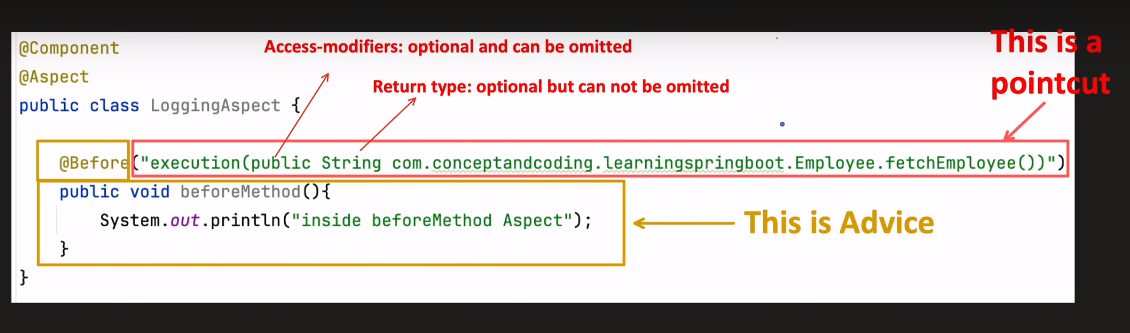 @Component
Access-modifiers: optional and can be omitted
This is a
pointcut
@Aspect
Return type: optional but can not be omitted
public class LoggingAspect {
@Before("execution(public String com.conceptandcoding.learningspringboot.Employee.fetchEmployee())")
public void beforeMethod(){
System.out.println("inside beforeMethod Aspect");
This is Advice
}
}